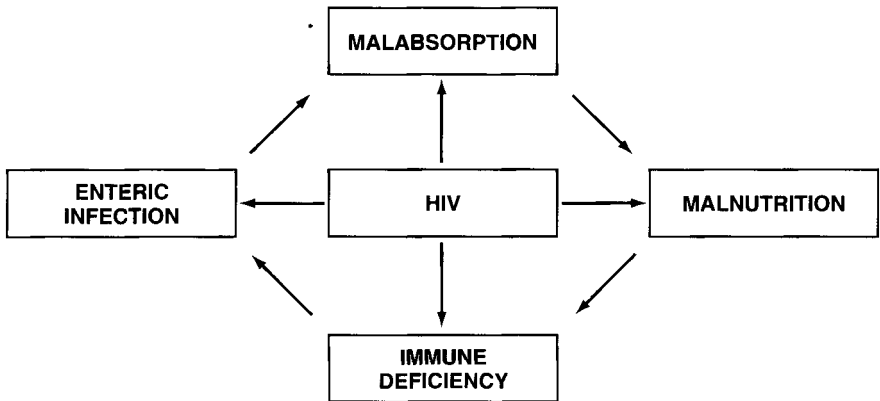 MALABSORPTION
ENTERIC
INFECTION
HIV
MALNUTRITION
IMMUNE
DEFICIENCY